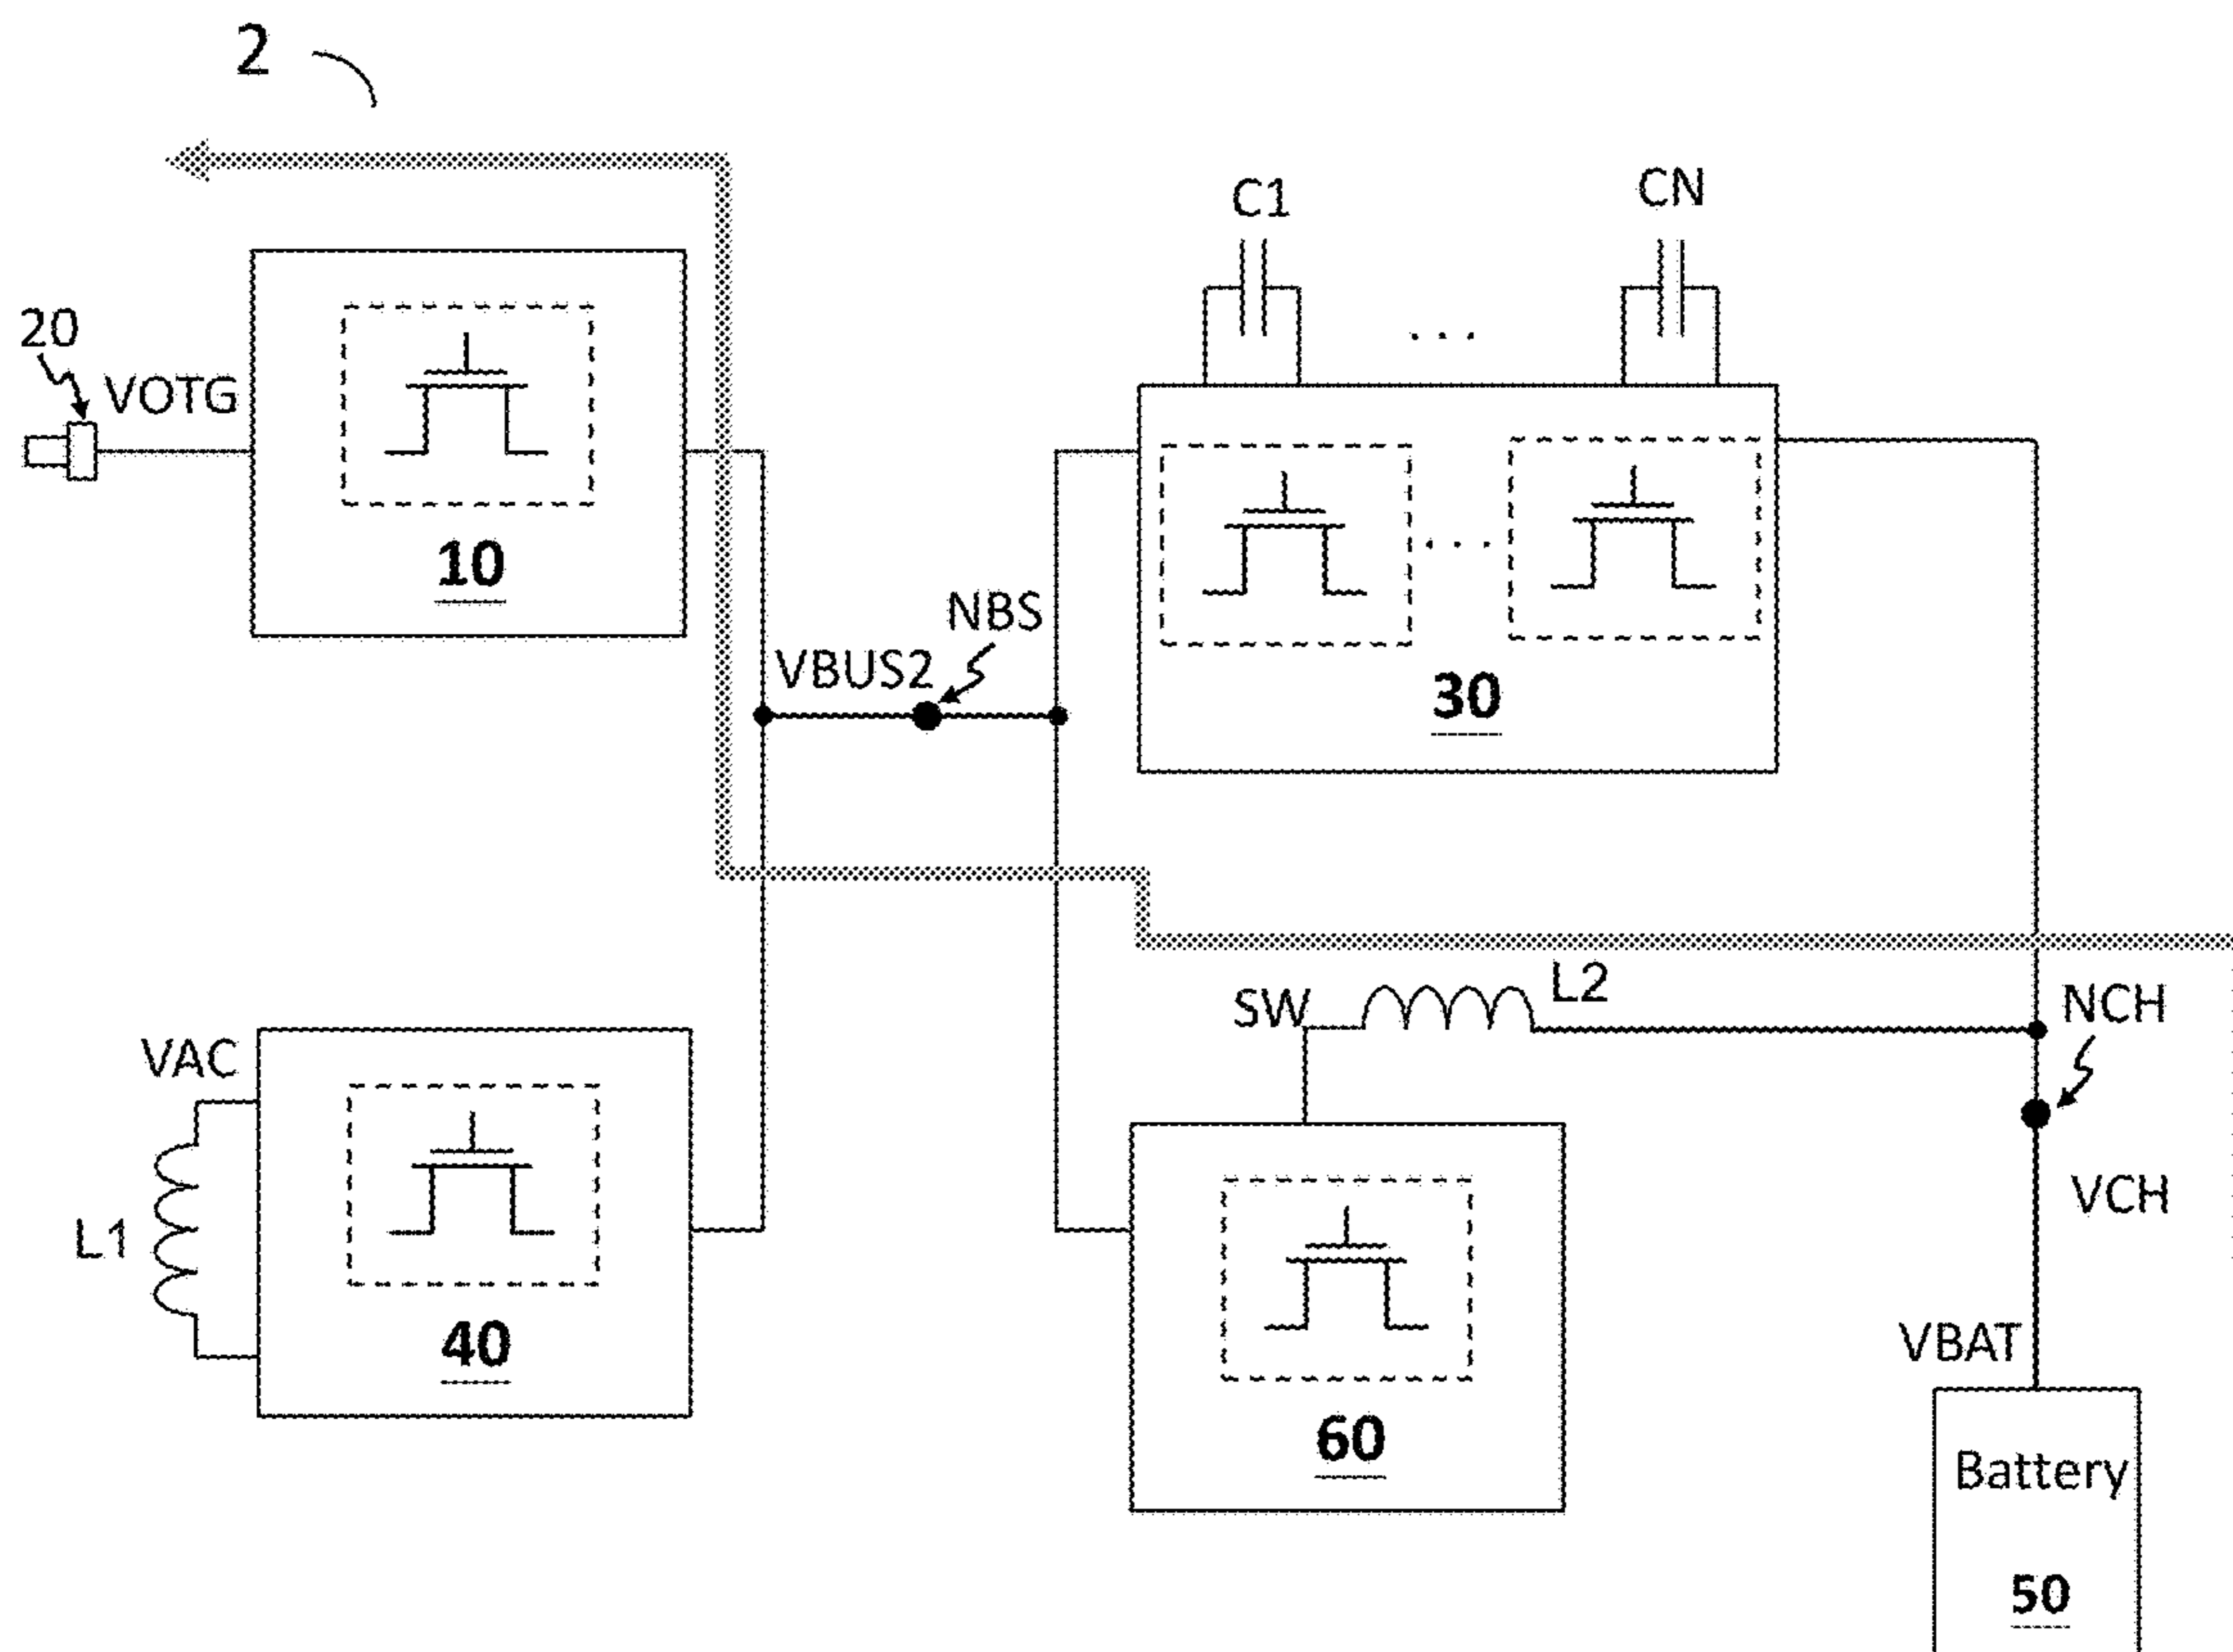 2
C1
CN
20
VOTG
10
NBS
VBUS2
30
SW
L2
NCH
VAC
VCH
L1
40
VBAT
60
Battery
50